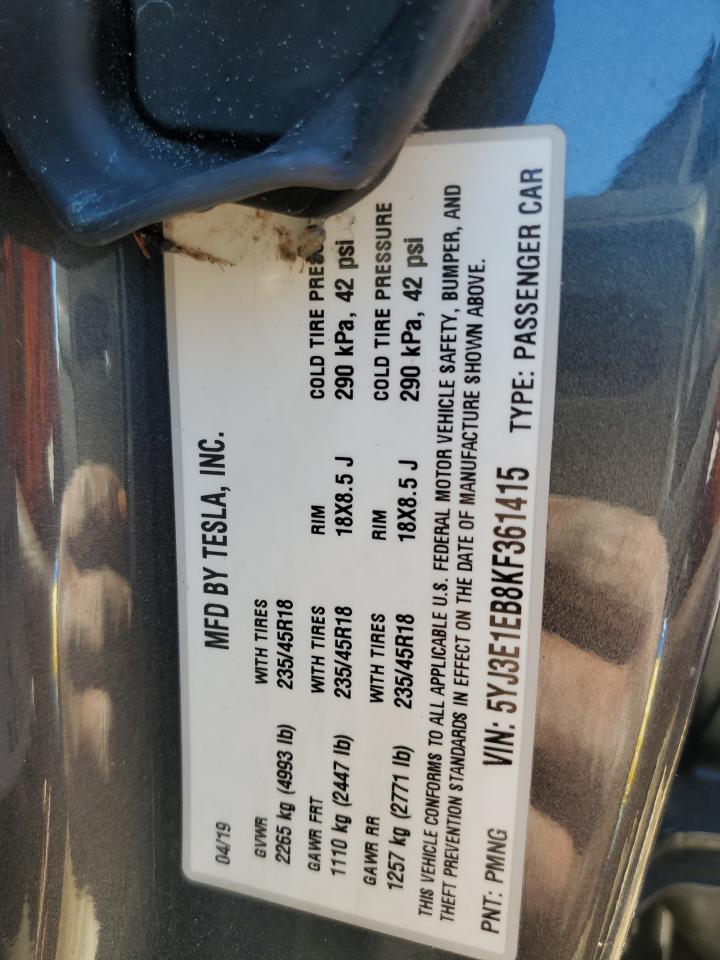 MFD BY TESLA, INC.
04/19
GVWR WITH TIRES
2265 kg (4993 lb) 235/45R18
GAWR FRT WITH TIRES RIM COLD TIRE
1110 kg (2447 lb) 235/45R18 18X8.5 J 290 kPa, 42 psi
GAWR RR WITH TIRES RIM COLD TIRE PRESSURE
1257 kg (2771 lb) 235/45R18 18X8.5 J 290 kPa, 42 psi
THIS VEHICLE CONFORMS TO ALL APPLICABLE U.S. FEDERAL MOTOR VEHICLE SAFETY, BUMPER, AND
THEFT PREVENTION STANDARDS IN EFFECT ON THE DATE OF MANUFACTURE SHOWN ABOVE.
PNT: PMNG VIN: 5YJ3E1EB8KF361415 TYPE: PASSENGER CAR